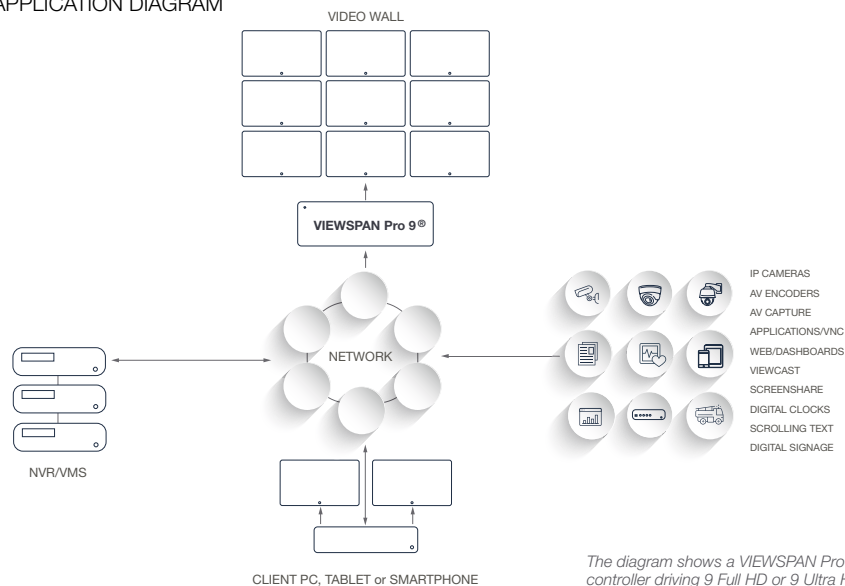 APPLICATION DIAGRAM
VIDEO WALL
VIEWSPAN Pro 9®
NETWORK
NVR/VMS
IP CAMERAS
AV ENCODERS
AV CAPTURE
APPLICATIONS/VNC
WEB/DASHBOARDS
VIEWCAST
SCREENSHARE
DIGITAL CLOCKS
SCROLLING TEXT
DIGITAL SIGNAGE
CLIENT PC, TABLET or SMARTPHONE
The diagram shows a VIEWSPAN Pro
controller driving 9 Full HD or 9 Ultra